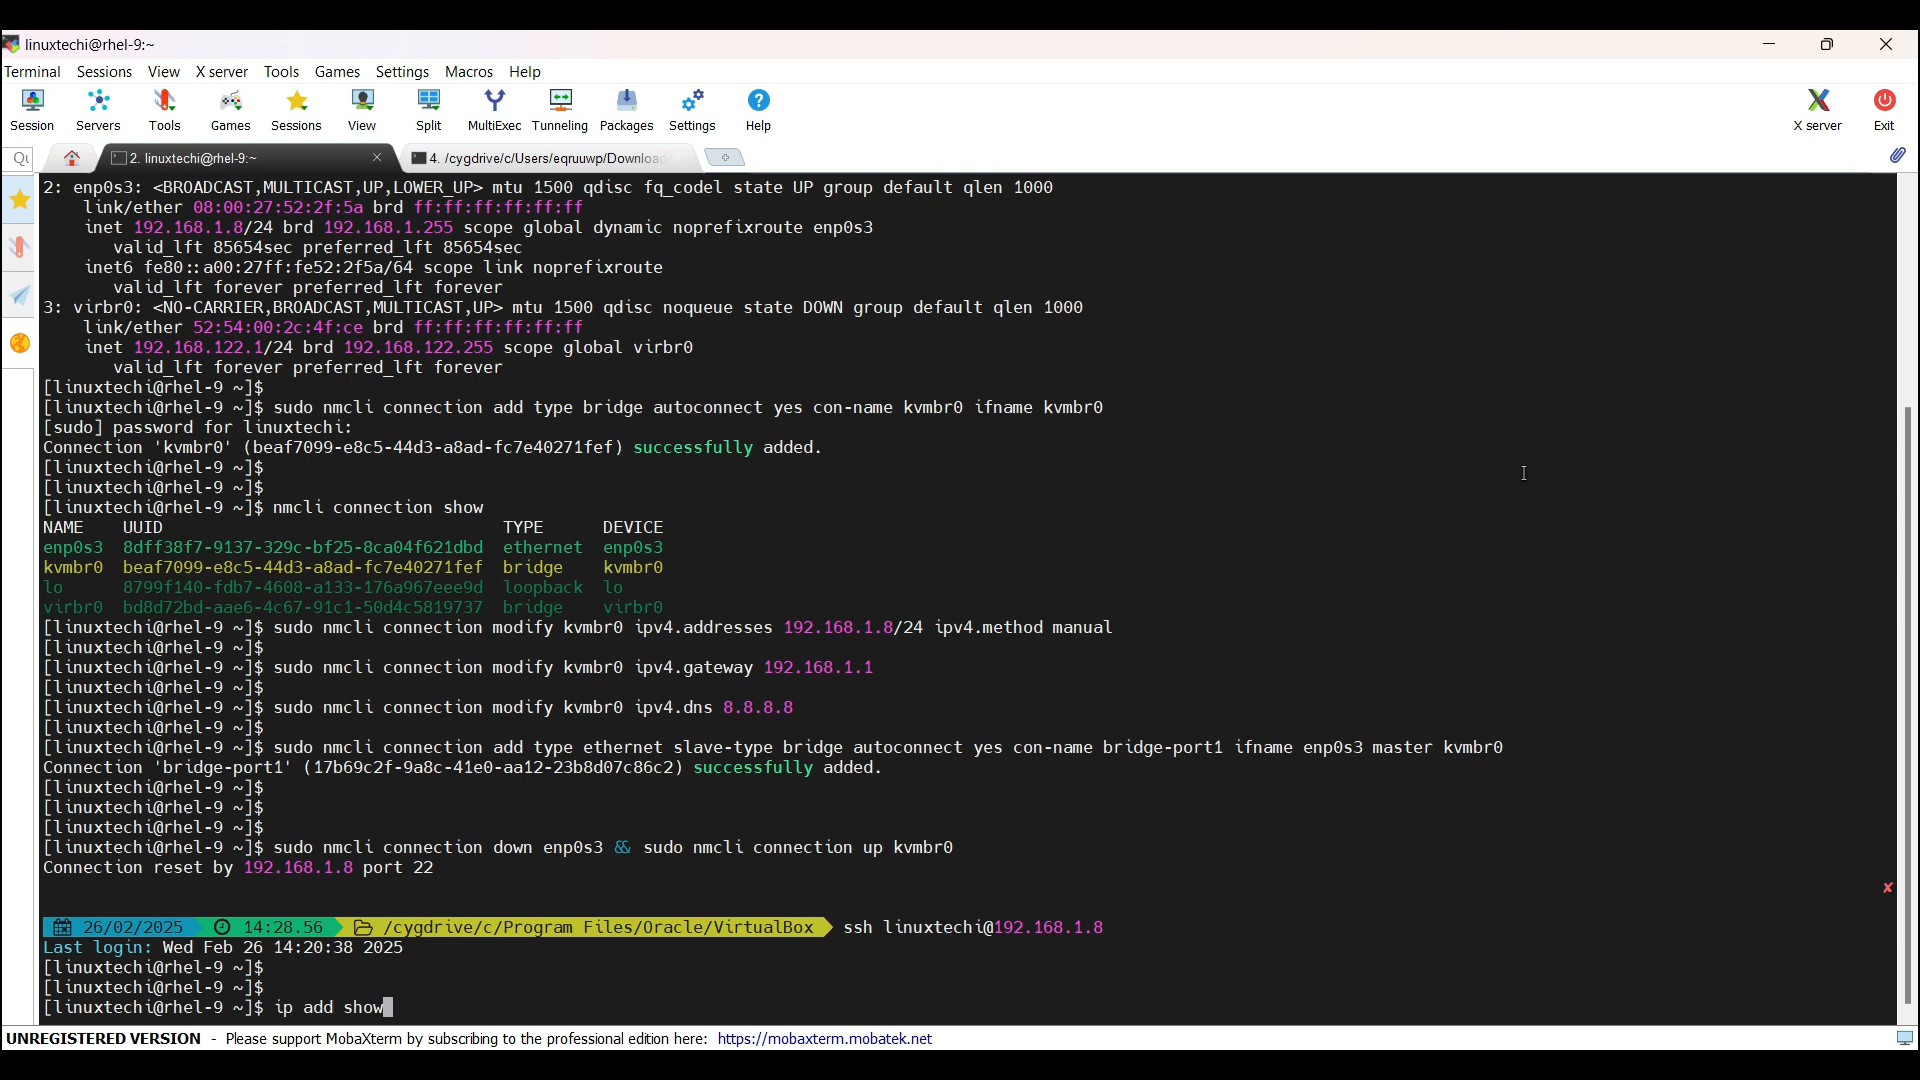 linuxtechi@rhel-9:~
Terminal Sessions View X server Tools Games Settings Macros Help
Session Servers Tools Games Sessions View Split MultiExec Tunneling Packages Settings Help X server Exit
2. linuxtechi@rhel-9:~ 4. /cygdrive/c/Users/eqruuwp/Downloa
2: enp0s3: <BROADCAST,MULTICAST,UP,LOWER_UP> mtu 1500 qdisc fq_codel state UP group default qlen 1000
link/ether 08:00:27:52:2f:5a brd ff:ff:ff:ff:ff:ff
inet 192.168.1.8/24 brd 192.168.1.255 scope global dynamic noprefixroute enp0s3
valid_lft 85654sec preferred_lft 85654sec
inet6 fe80::a00:27ff:fe52:2f5a/64 scope link noprefixroute
valid_lft forever preferred_lft forever
3: virbr0: <NO-CARRIER,BROADCAST,MULTICAST,UP> mtu 1500 qdisc noqueue state DOWN group default qlen 1000
link/ether 52:54:00:2c:4f:ce brd ff:ff:ff:ff:ff:ff
inet 192.168.122.1/24 brd 192.168.122.255 scope global virbr0
valid_lft forever preferred_lft forever
[linuxtechi@rhel-9 ~]$
[linuxtechi@rhel-9 ~]$ sudo nmcli connection add type bridge autoconnect yes con-name kvmbr0 ifname kvmbr0
[sudo] password for linuxtechi:
Connection 'kvmbr0' (beaf7099-e8c5-44d3-a8ad-fc7e40271fef) successfully added.
[linuxtechi@rhel-9 ~]$
[linuxtechi@rhel-9 ~]$
[linuxtechi@rhel-9 ~]$ nmcli connection show
NAME UUID TYPE DEVICE
enp0s3 8dff38f7-9137-329c-bf25-8ca04f621dbd ethernet enp0s3
kvmbr0 beaf7099-e8c5-44d3-a8ad-fc7e40271fef bridge kvmbr0
lo 8799f140-fdb7-4608-a133-176a967eee9d loopback lo
virbr0 bd8d72bd-aae6-4c67-91c1-50d4c5819737 bridge virbr0
[linuxtechi@rhel-9 ~]$ sudo nmcli connection modify kvmbr0 ipv4.addresses 192.168.1.8/24 ipv4.method manual
[linuxtechi@rhel-9 ~]$
[linuxtechi@rhel-9 ~]$ sudo nmcli connection modify kvmbr0 ipv4.gateway 192.168.1.1
[linuxtechi@rhel-9 ~]$
[linuxtechi@rhel-9 ~]$ sudo nmcli connection modify kvmbr0 ipv4.dns 8.8.8.8
[linuxtechi@rhel-9 ~]$
[linuxtechi@rhel-9 ~]$ sudo nmcli connection add type ethernet slave-type bridge autoconnect yes con-name bridge-port1 ifname enp0s3 master kvmbr0
Connection 'bridge-port1' (17b69c2f-9a8c-41e0-aa12-23b8d07c86c2) successfully added.
[linuxtechi@rhel-9 ~]$
[linuxtechi@rhel-9 ~]$
[linuxtechi@rhel-9 ~]$
[linuxtechi@rhel-9 ~]$ sudo nmcli connection down enp0s3 && sudo nmcli connection up kvmbr0
Connection reset by 192.168.1.8 port 22
26/02/2025 14:28.56 /cygdrive/c/Program Files/Oracle/VirtualBox ssh linuxtechi@192.168.1.8
Last login: Wed Feb 26 14:20:38 2025
[linuxtechi@rhel-9 ~]$
[linuxtechi@rhel-9 ~]$
[linuxtechi@rhel-9 ~]$ ip add show
UNREGISTERED VERSION - Please support MobaXterm by subscribing to the professional edition here: https://mobaxterm.mobatek.net